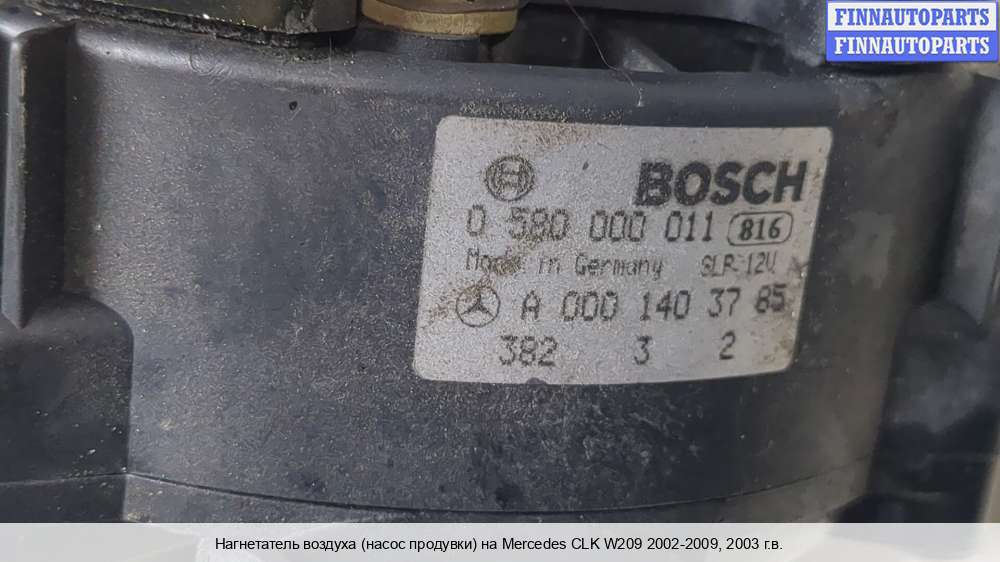 FINNAUTOPARTS
FINNAUTOPARTS
BOSCH
0 580 000 011 816
Made in Germany SLP 12V
A 000 140 37 85
382 3 2
Нагнетатель воздуха (насос продувки) на Mercedes CLK W209 2002-2009, 2003 г.в.